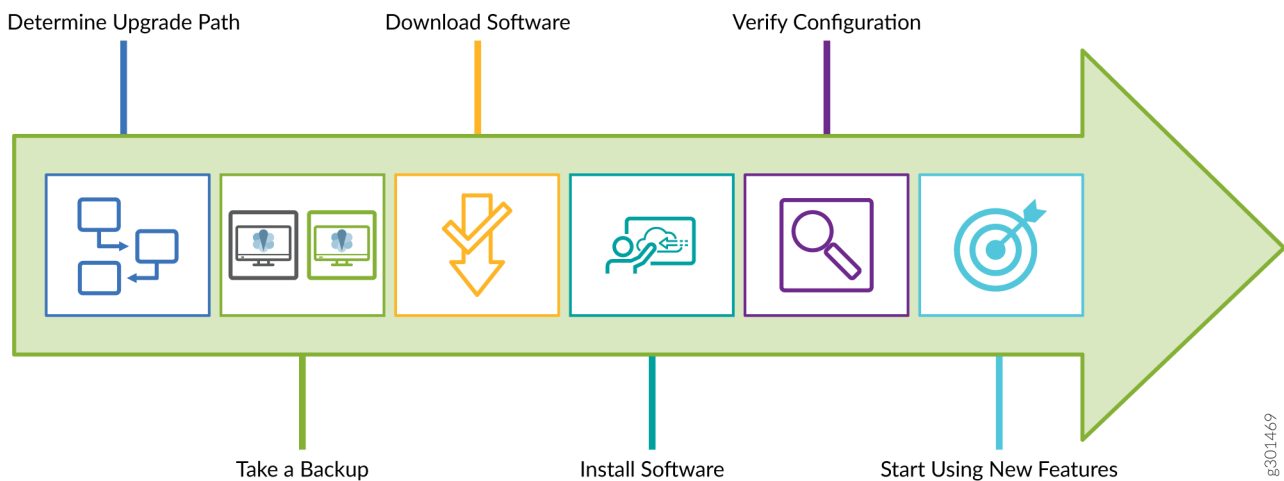 Determine Upgrade Path
Download Software
Verify Configuration
Take a Backup
Install Software
Start Using New Features
g301469